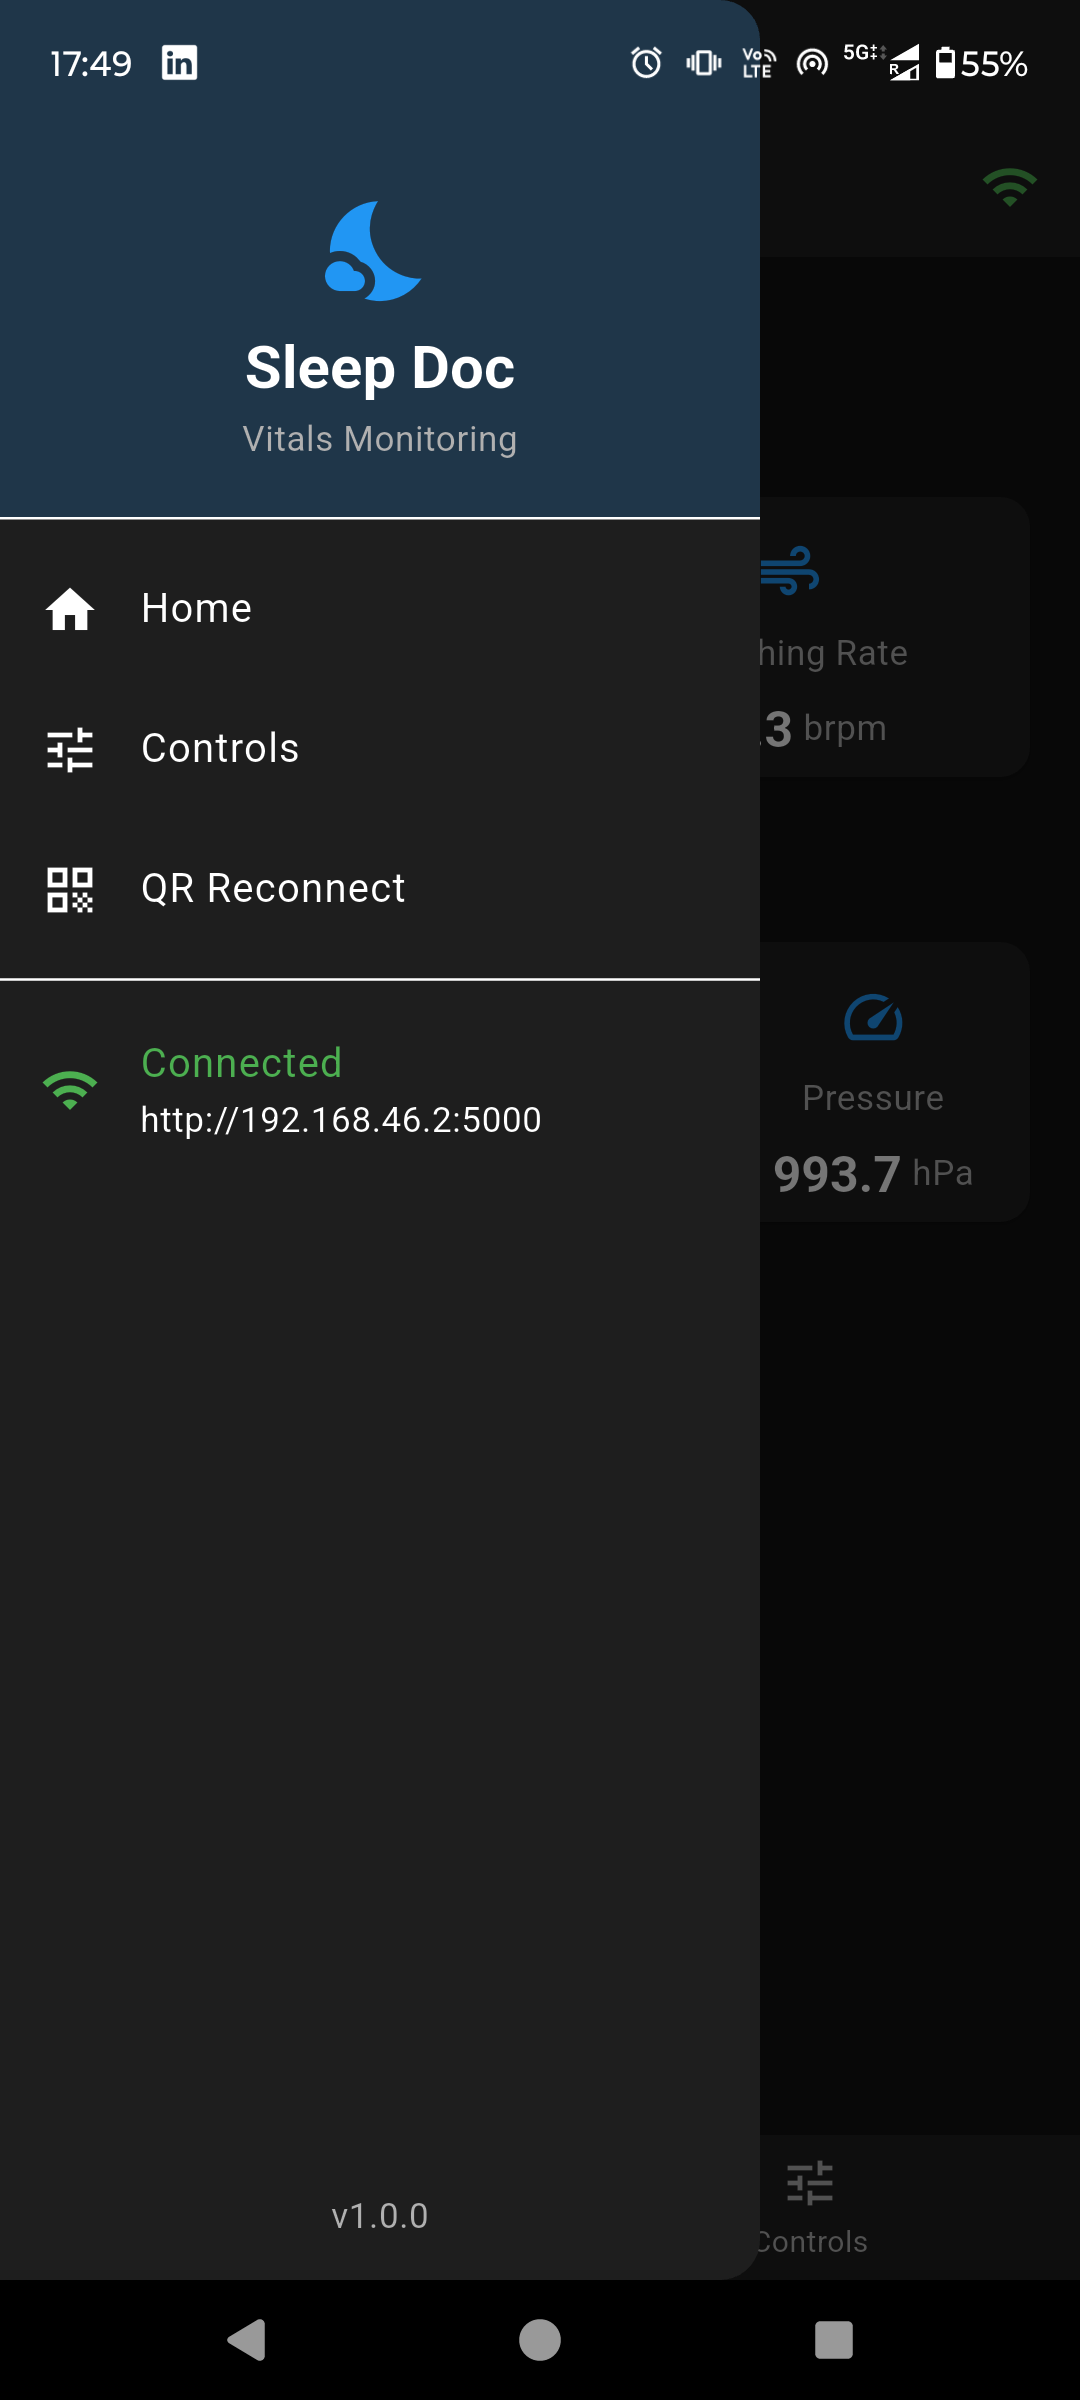 17:49
Vo LTE 5G R 55%
Sleep Doc
Vitals Monitoring
Home
Controls
QR Reconnect
Connected
http://192.168.46.2:5000
hing Rate
.3 brpm
Pressure
993.7 hPa
v1.0.0
Controls